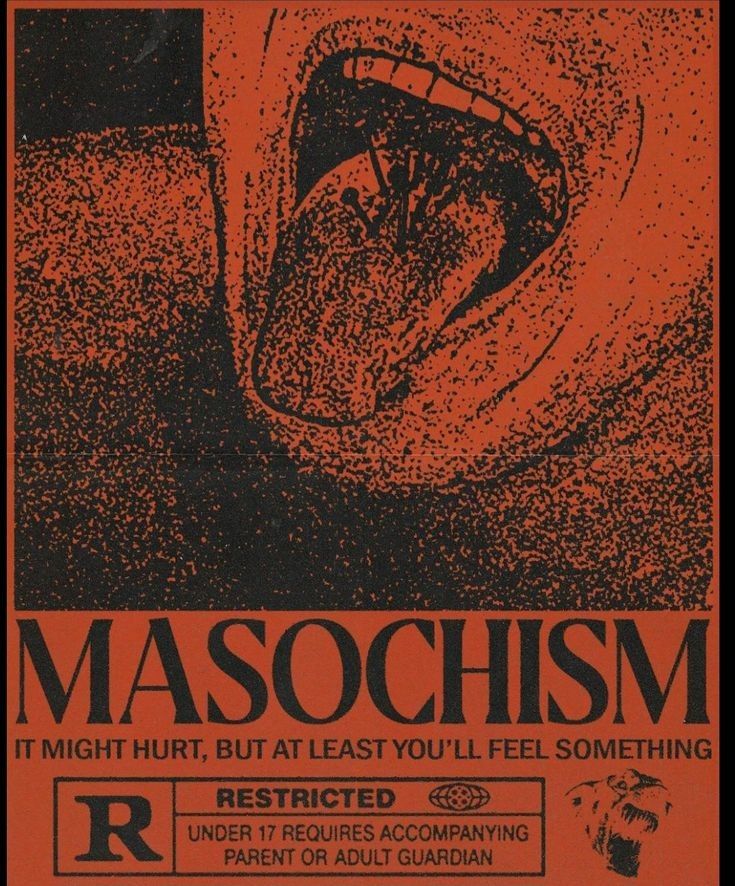 MASOCHISM
IT MIGHT HURT, BUT AT LEAST YOU'LL FEEL SOMETHING
R
RESTRICTED
UNDER 17 REQUIRES ACCOMPANYING
PARENT OR ADULT GUARDIAN